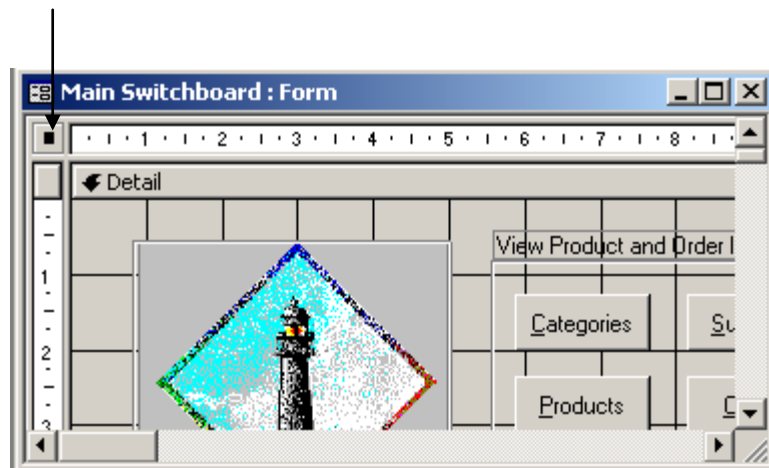 Main Switchboard : Form
1 2 3 4 5 6 7 8
Detail
View Product and Order
1
Categories
2
Products
3